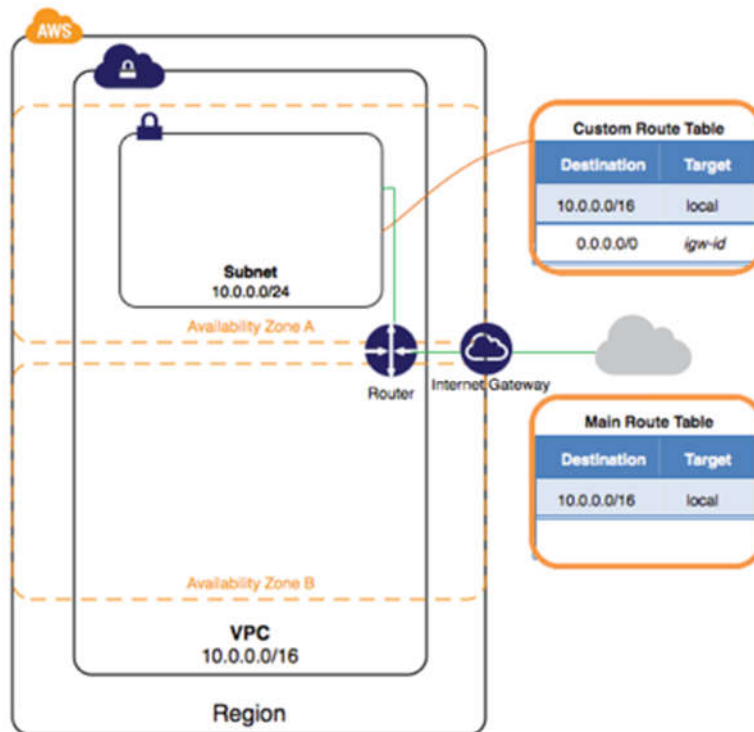 AWS
Custom Route Table
Destination Target
10.0.0.0/16 local
0.0.0.0/0 igw-id
Subnet
10.0.0.0/24
Availability Zone A
Router
Internet Gateway
Main Route Table
Destination Target
10.0.0.0/16 local
Availability Zone B
VPC
10.0.0.0/16
Region